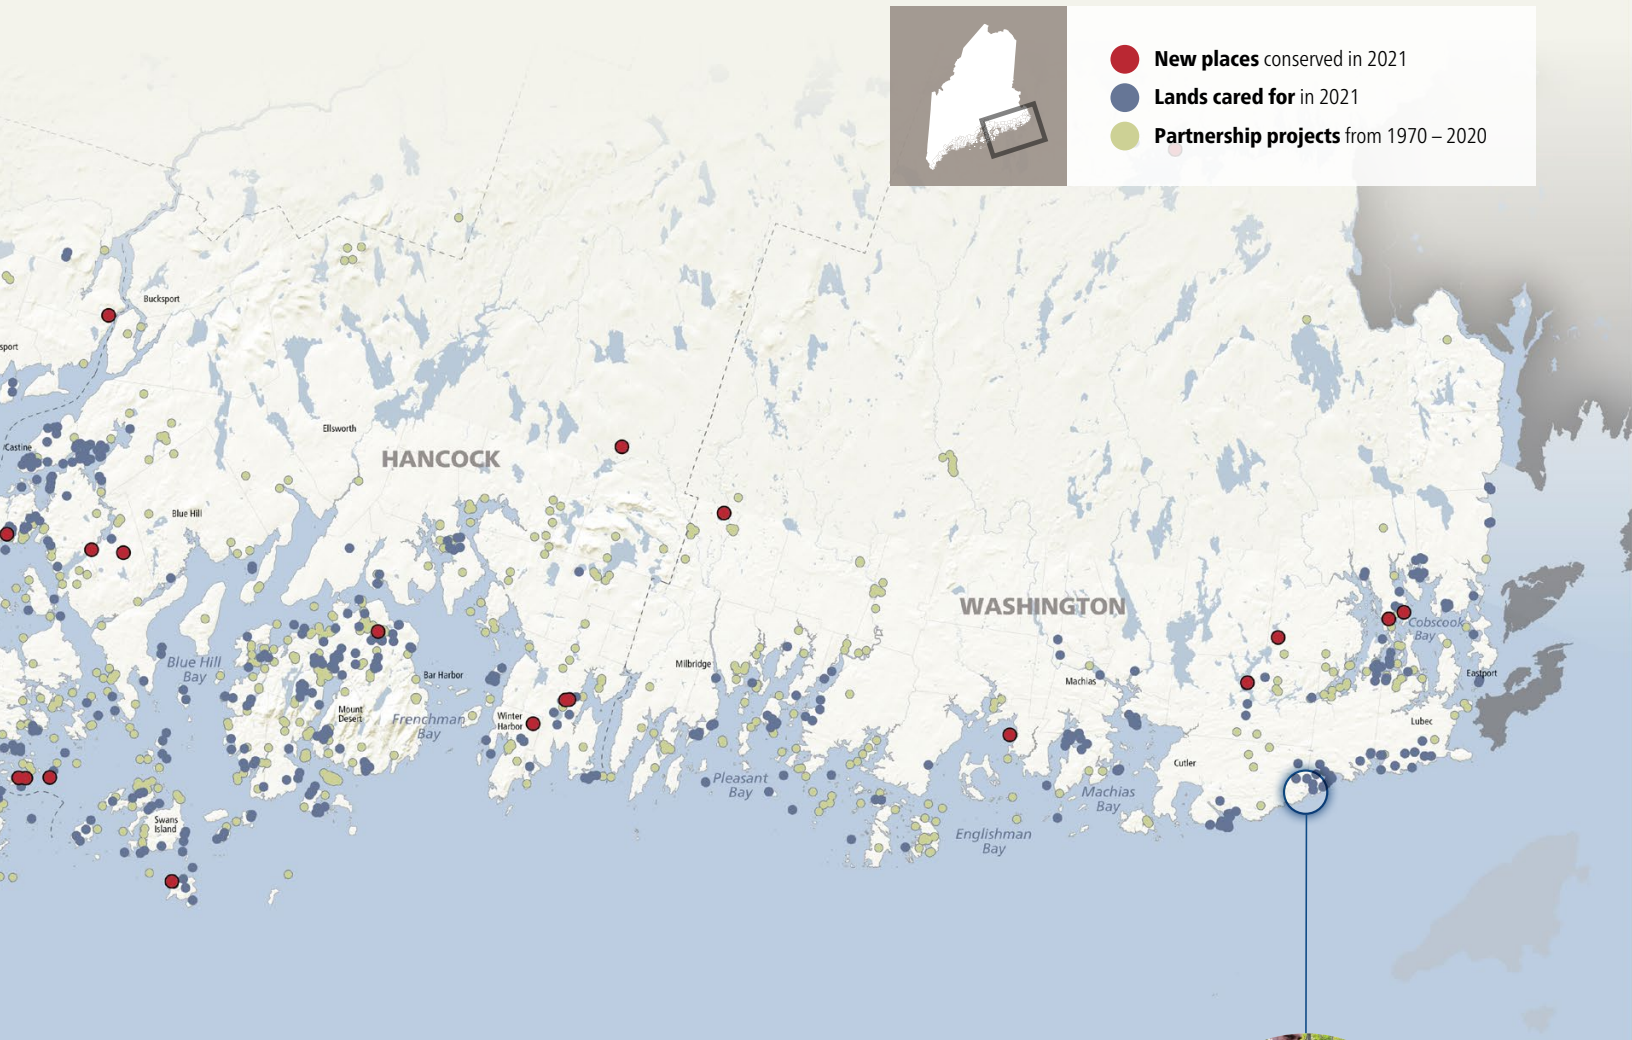 New places conserved in 2021
Lands cared for in 2021
Partnership projects from 1970 – 2020
Bucksport
sport
Ellsworth
Castine
HANCOCK
Blue Hill
WASHINGTON
Cobscook
Bay
Blue Hill
Bay
Bar Harbor
Milbridge
Machias
Eastport
Mount
Desert
Frenchman
Bay
Winter
Harbor
Lubec
Cutler
Pleasant
Bay
Machias
Bay
Swans
Island
Englishman
Bay